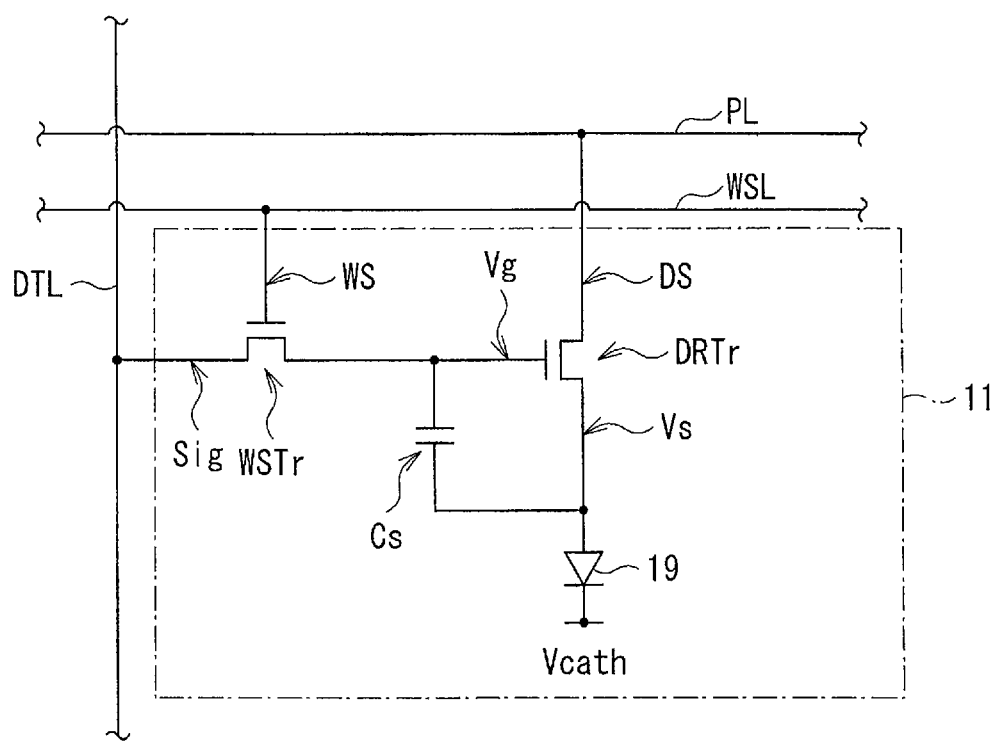 PL
WSL
DTL
WS
Vg
DS
DRTr
11
Sig
WSTr
Vs
Cs
19
Vcath